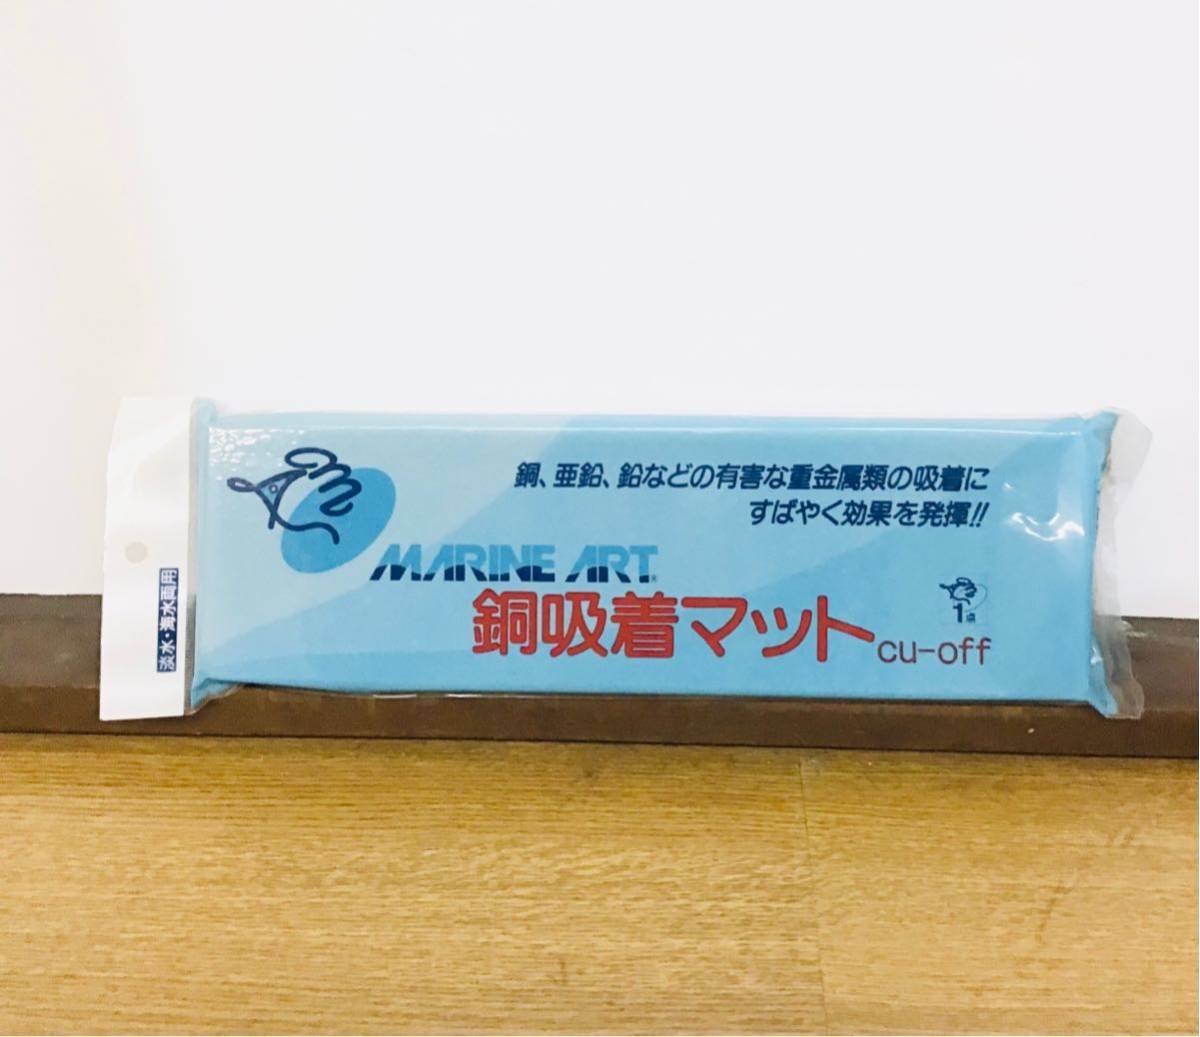 淡水・海水両用
銅、亜鉛、鉛などの有害な重金属類の吸着に
すばやく効果を発揮!!
MARINE ART
銅吸着マット cu-off
1点